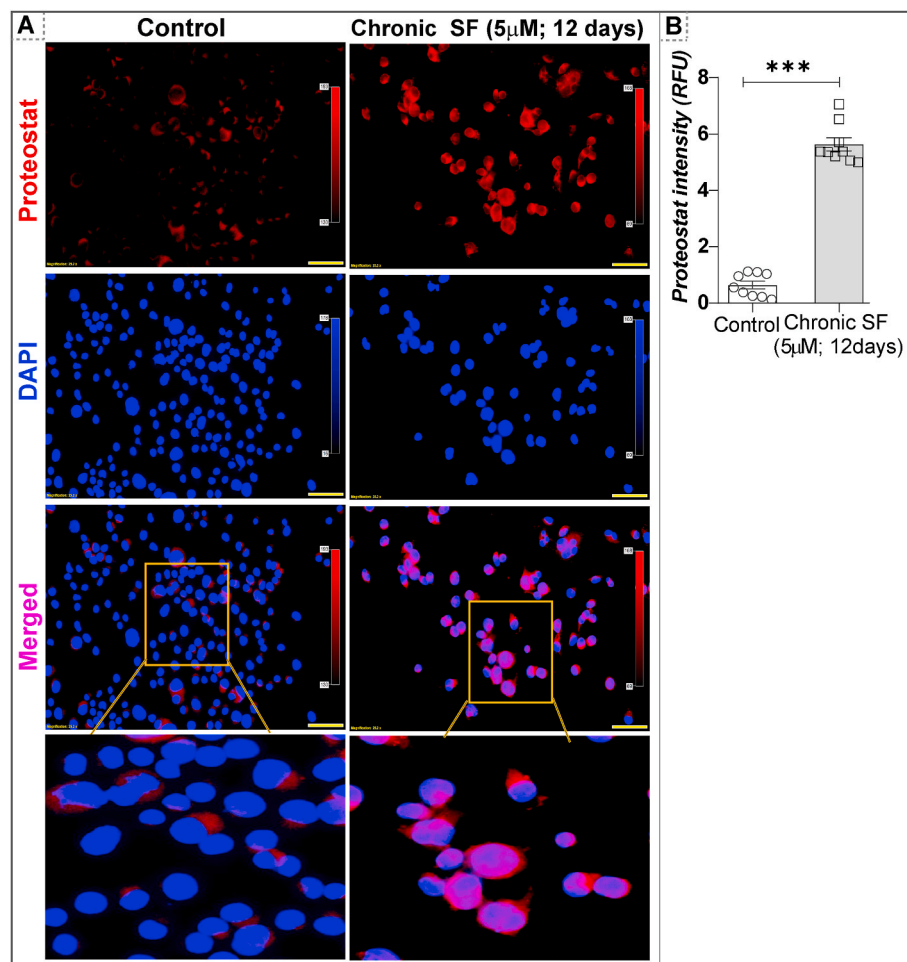 A
Control
Chronic SF (5μM; 12 days)
Proteostat
DAPI
Merged
B
Proteostat intensity (RFU)
***
8
6
4
2
0
Control
Chronic SF
(5μM; 12days)